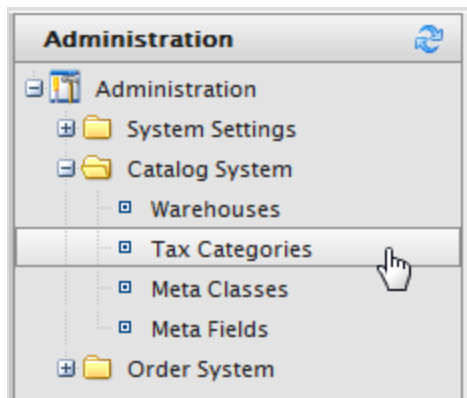 Administration
Administration
System Settings
Catalog System
Warehouses
Tax Categories
Meta Classes
Meta Fields
Order System